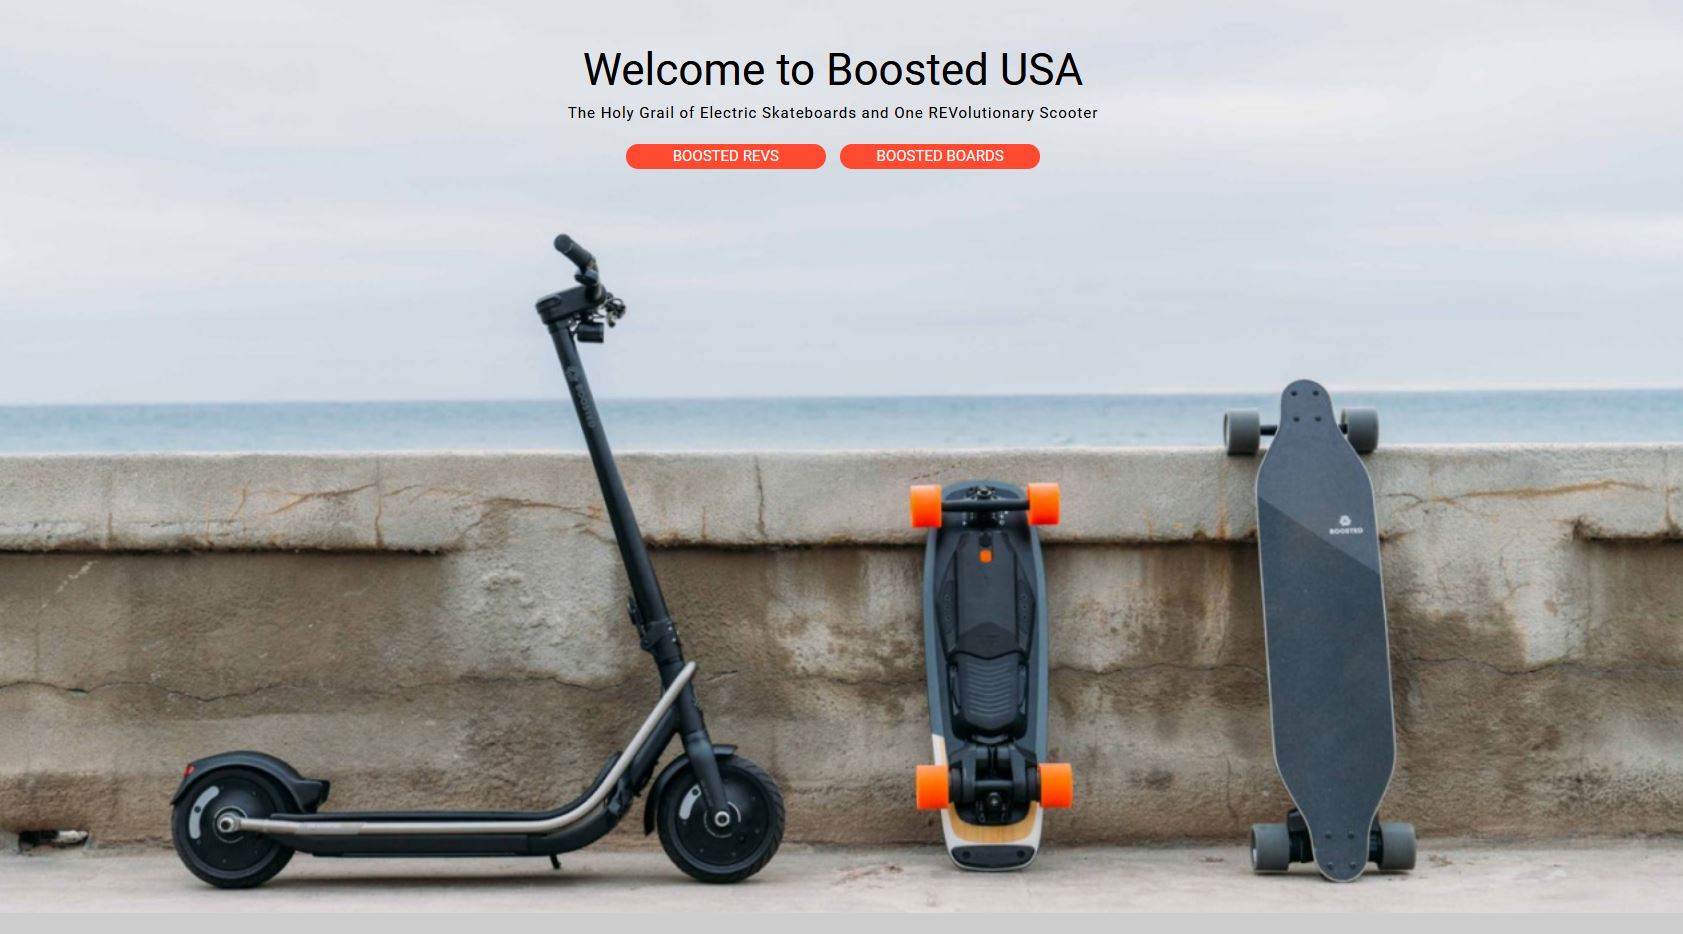 Welcome to Boosted USA
The Holy Grail of Electric Skateboards and One REVolutionary Scooter
BOOSTED REVS
BOOSTED BOARDS
BOOSTED
BOOSTED